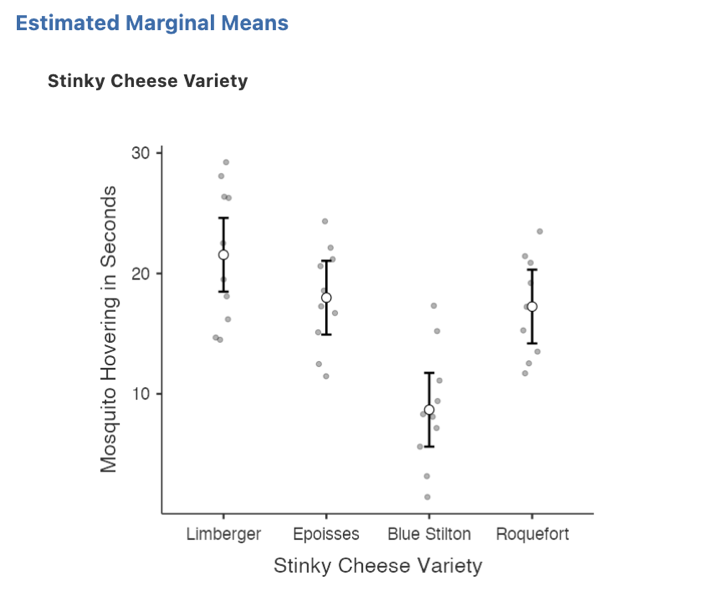 Estimated Marginal Means
Stinky Cheese Variety
Mosquito Hovering in Seconds
30
20
10
Limberger Epoisses Blue Stilton Roquefort
Stinky Cheese Variety